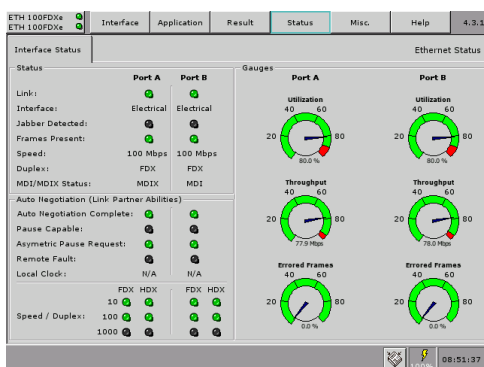 ETH 100FDXe
ETH 100FDXe
Interface Application Result Status Misc. Help 4.3.1
Interface Status Ethernet Status
Status
Port A Port B
Link:
Interface: Electrical Electrical
Jabber Detected:
Frames Present:
Speed: 100 Mbps 100 Mbps
Duplex: FDX FDX
MDI/MDIX Status: MDIX MDI
Auto Negotiation (Link Partner Abilities)
Auto Negotiation Complete:
Pause Capable:
Asymetric Pause Request:
Remote Fault:
Local Clock: N/A N/A
FDX HDX FDX HDX
10
Speed / Duplex: 100
1000
Gauges
Port A Port B
Utilization Utilization
40 60 40 60
20 80 20 80
80.0 % 80.0 %
Throughput Throughput
40 60 40 60
20 80 20 80
77.9 Mbps 78.0 Mbps
Errored Frames Errored Frames
40 60 40 60
20 80 20 80
0.0 % 0.0 %
100% 08:51:37